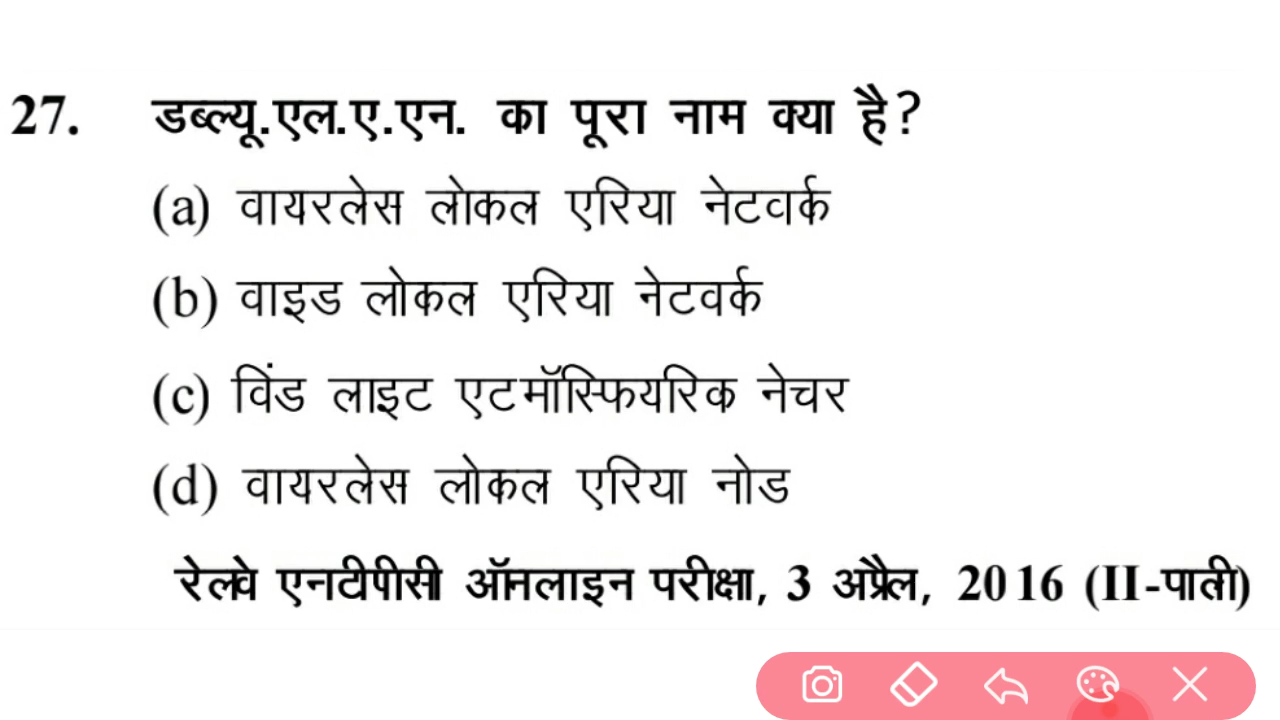 27. डब्ल्यू.एल.ए.एन. का पूरा नाम क्या है?
(a) वायरलेस लोकल एरिया नेटवर्क
(b) वाइड लोकल एरिया नेटवर्क
(c) विंड लाइट एटमॉस्फियरिक नेचर
(d) वायरलेस लोकल एरिया नोड
रेलवे एनटीपीसी ऑनलाइन परीक्षा, 3 अप्रैल, 2016 (II-पाली)